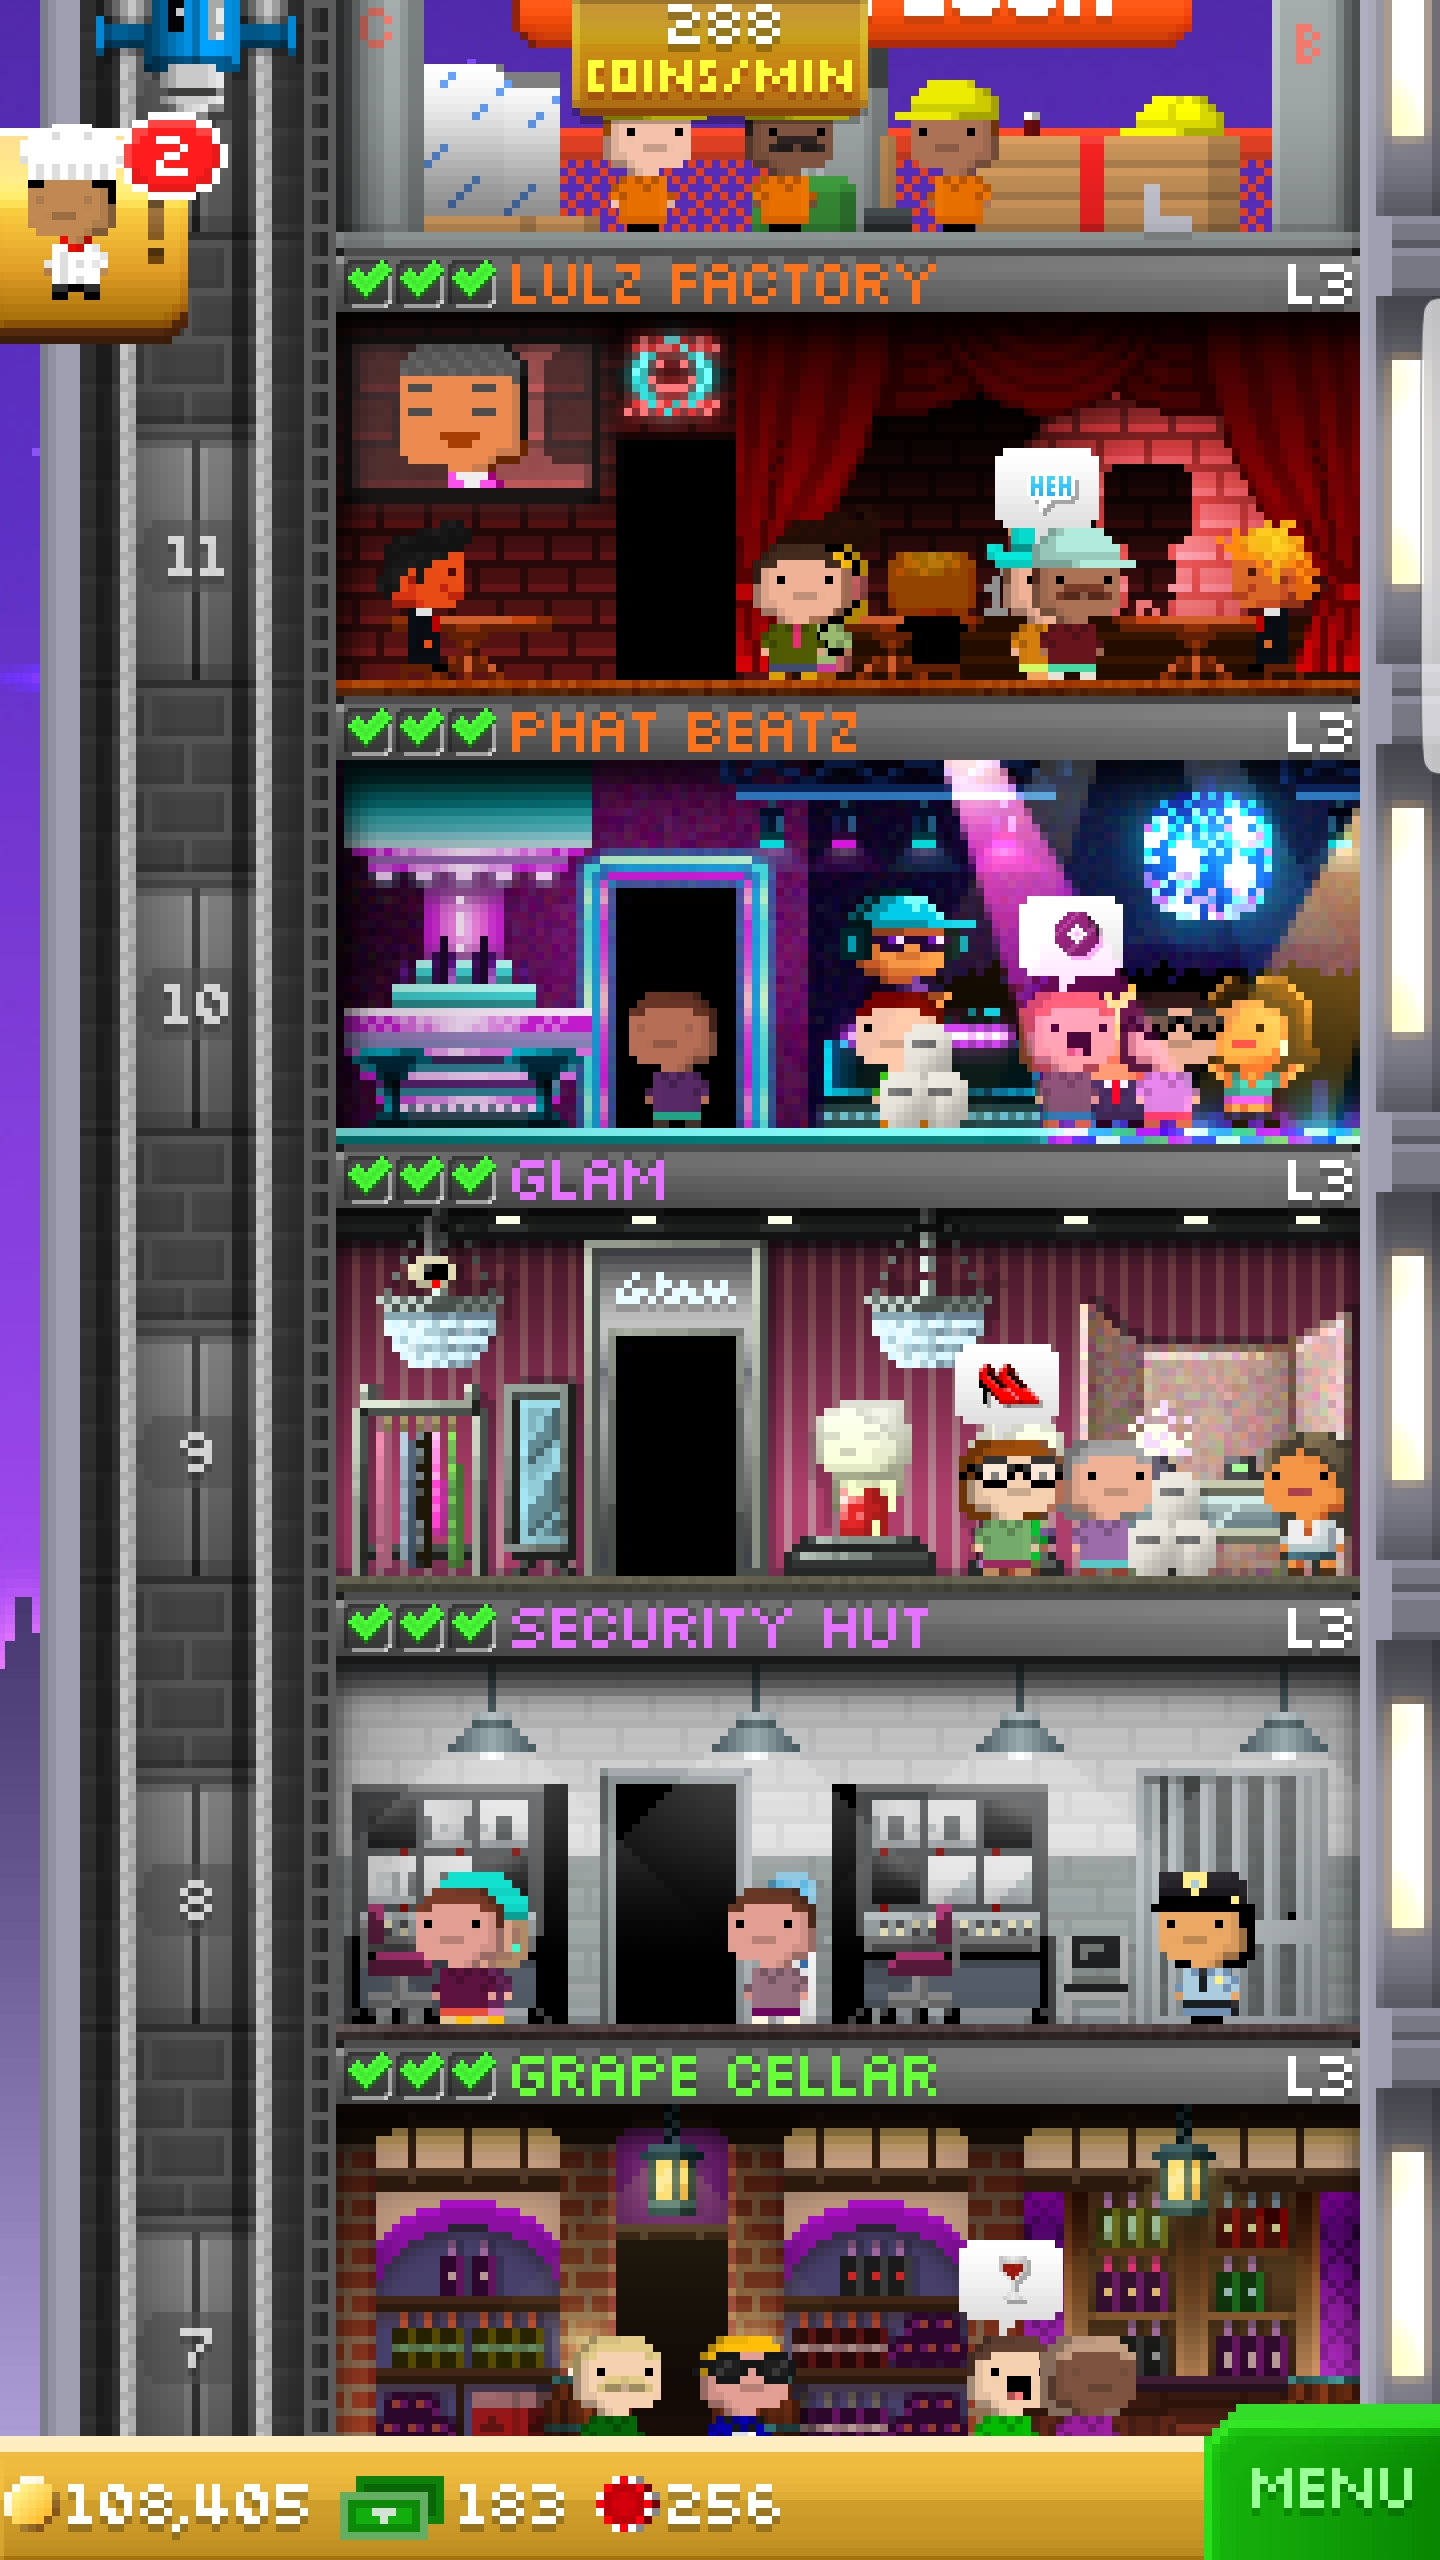 C
288
B
COINS/MIN
2
!
LULZ FACTORY L3
HEH
11
PHAT BEATZ L3
10
GLAM L3
Glam
9
SECURITY HUT L3
8
GRAPE CELLAR L3
7
108,405 183 256
MENU